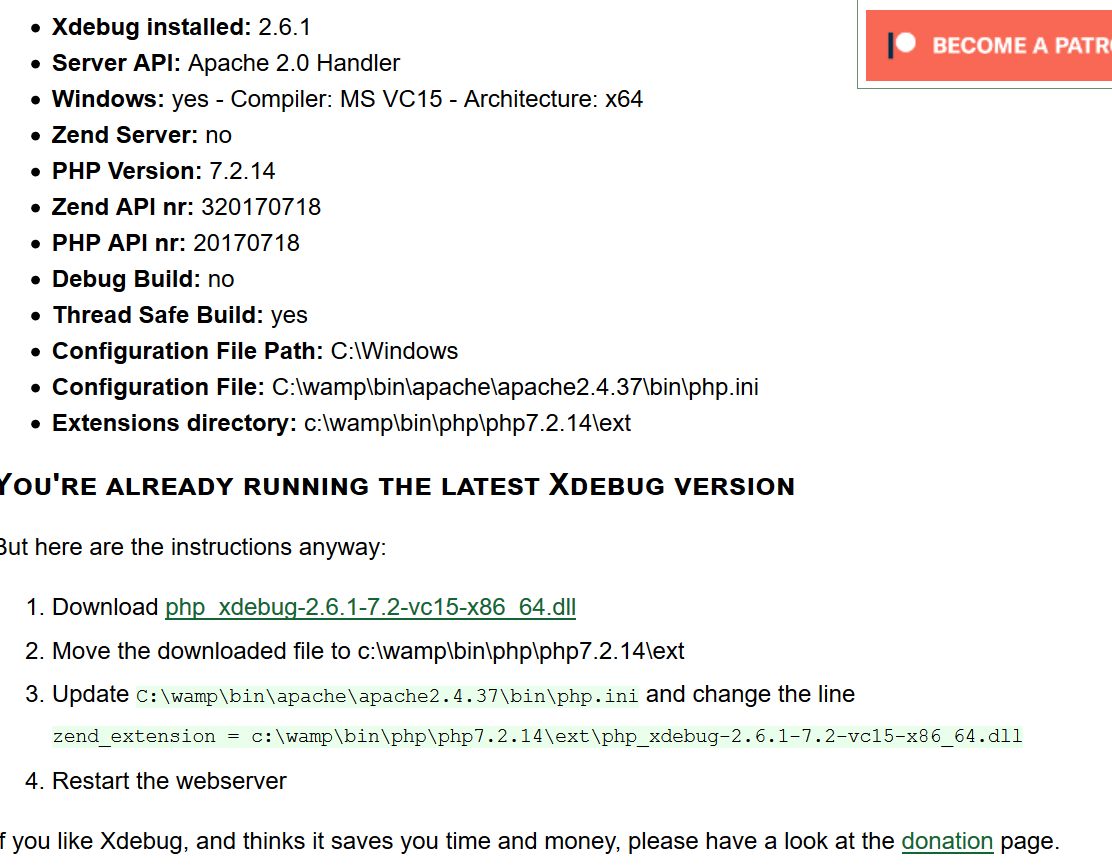 Xdebug installed: 2.6.1
BECOME A PATR
Server API: Apache 2.0 Handler
Windows: yes - Compiler: MS VC15 - Architecture: x64
Zend Server: no
PHP Version: 7.2.14
Zend API nr: 320170718
PHP API nr: 20170718
Debug Build: no
Thread Safe Build: yes
Configuration File Path: C:\Windows
Configuration File: C:\wamp\bin\apache\apache2.4.37\bin\php.ini
Extensions directory: c:\wamp\bin\php\php7.2.14\ext
YOU'RE ALREADY RUNNING THE LATEST XDEBUG VERSION
But here are the instructions anyway:
1. Download php_xdebug-2.6.1-7.2-vc15-x86_64.dll
2. Move the downloaded file to c:\wamp\bin\php\php7.2.14\ext
3. Update C:\wamp\bin\apache\apache2.4.37\bin\php.ini and change the line
zend_extension = c:\wamp\bin\php\php7.2.14\ext\php_xdebug-2.6.1-7.2-vc15-x86_64.dll
4. Restart the webserver
If you like Xdebug, and thinks it saves you time and money, please have a look at the donation page.